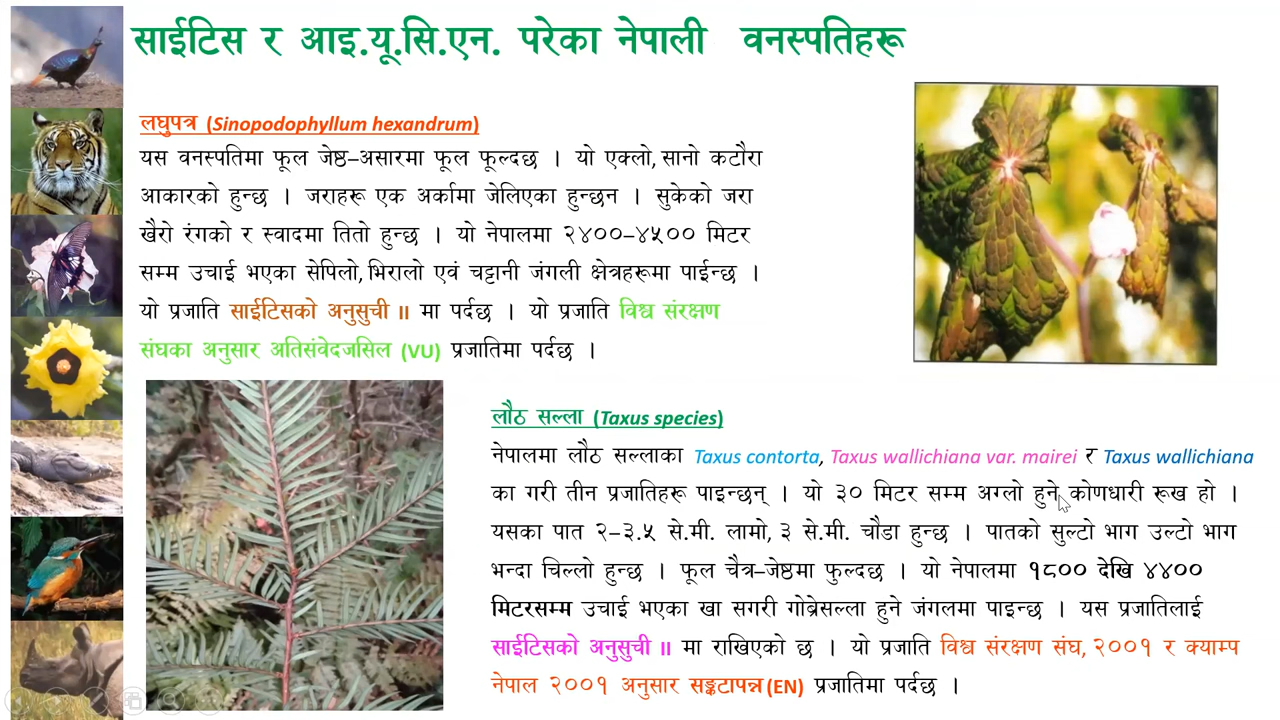 साईटिस र आइ.यू.सि.एन. परेका नेपाली वनस्पतिहरू
लघुपत्र (Sinopodophyllum hexandrum)
यस वनस्पतिमा फूल जेष्ठ–असारमा फूल फूल्दछ । यो एक्लो, सानो कटौरा
आकारको हुन्छ । जराहरू एक अर्कामा जेलिएका हुन्छन । सुकेको जरा
खैरो रंगको र स्वादमा तितो हुन्छ । यो नेपालमा २४००–४५०० मिटर
सम्म उचाई भएका सेपिलो, भिरालो एवं चट्टानी जंगली क्षेत्रहरूमा पाईन्छ ।
यो प्रजाति साईटिसको अनुसुची II मा पर्दछ । यो प्रजाति विश्व संरक्षण
संघका अनुसार अतिसंवेदजसिल (VU) प्रजातिमा पर्दछ ।
लौठ सल्ला (Taxus species)
नेपालमा लौठ सल्लाका Taxus contorta, Taxus wallichiana var. mairei र Taxus wallichiana
का गरी तीन प्रजातिहरू पाइन्छन् । यो ३० मिटर सम्म अग्लो हुने कोणधारी रूख हो ।
यसका पात २–३.५ से.मी. लामो, ३ से.मी. चौडा हुन्छ । पातको सुल्टो भाग उल्टो भाग
भन्दा चिल्लो हुन्छ । फूल चैत्र–जेष्ठमा फुल्दछ । यो नेपालमा १८०० देखि ४४००
मिटरसम्म उचाई भएका खा सगरी गोब्रेसल्ला हुने जंगलमा पाइन्छ । यस प्रजातिलाई
साईटिसको अनुसुची II मा राखिएको छ । यो प्रजाति विश्व संरक्षण संघ, २००१ र क्याम्प
नेपाल २००१ अनुसार सङ्कटापन्न (EN) प्रजातिमा पर्दछ ।